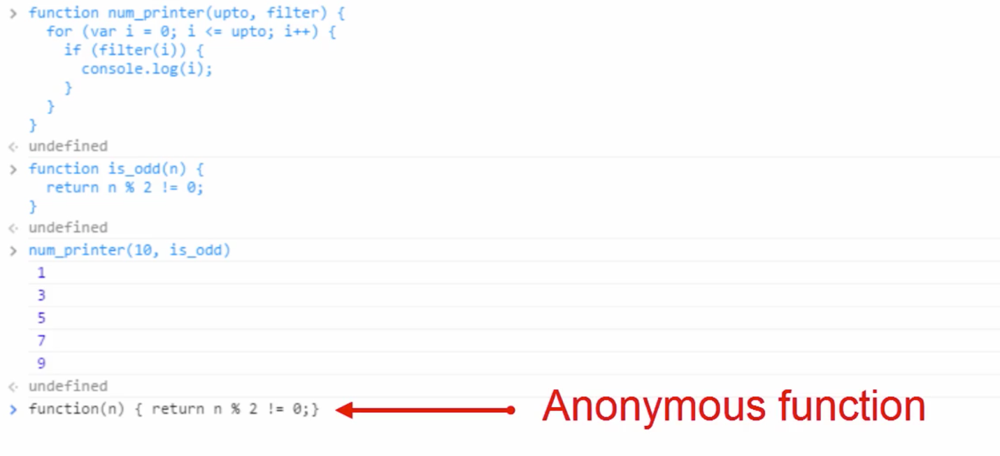 > function num_printer(upto, filter) {
for (var i = 0; i <= upto; i++) {
if (filter(i)) {
console.log(i);
}
}
}
<· undefined
> function is_odd(n) {
return n % 2 != 0;
}
<· undefined
> num_printer(10, is_odd)
1
3
5
7
9
<· undefined
> function(n) { return n % 2 != 0;} Anonymous function